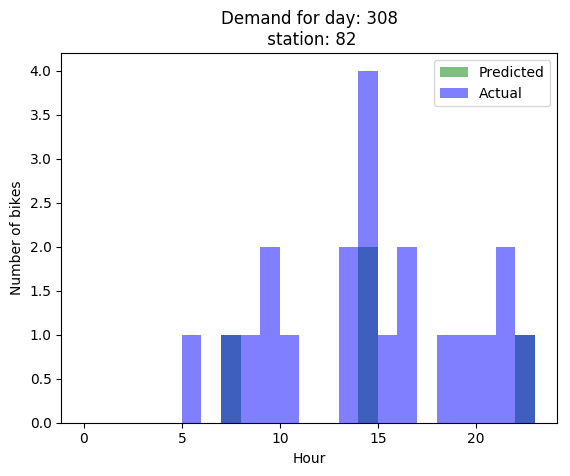 Demand for day: 308
station: 82
Number of bikes
4.0
3.5
3.0
2.5
2.0
1.5
1.0
0.5
0.0
Predicted
Actual
0 5 10 15 20
Hour